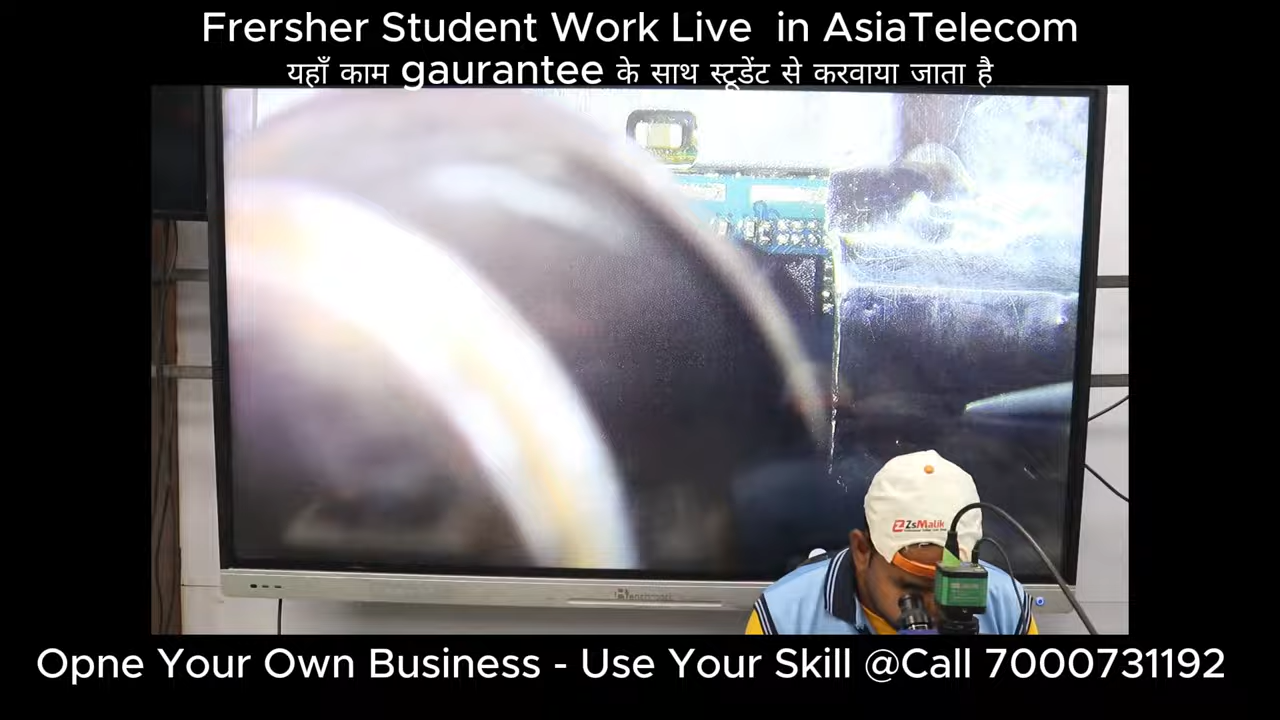 Frersher Student Work Live in AsiaTelecom
यहाँ काम gaurantee के साथ स्टूडेंट से करवाया जाता है
ZsMalik
Opne Your Own Business - Use Your Skill @Call 7000731192